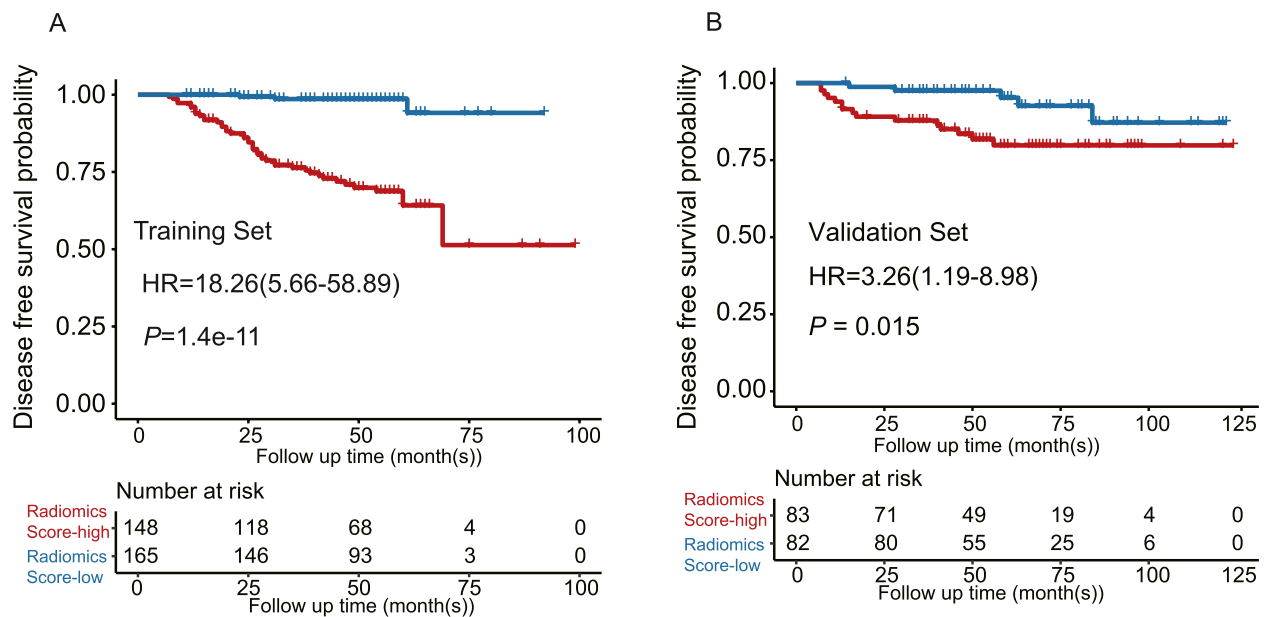 A
Disease free survival probability
1.00
0.75
0.50
0.25
0.00
Training Set
HR=18.26(5.66-58.89)
P=1.4e-11
0 25 50 75 100
Follow up time (month(s))
Number at risk
Radiomics
Score-high 148 118 68 4 0
Radiomics 165 146 93 3 0
Score-low
0 25 50 75 100
Follow up time (month(s))
B
Disease free survival probability
1.00
0.75
0.50
0.25
0.00
Validation Set
HR=3.26(1.19-8.98)
P = 0.015
0 25 50 75 100 125
Follow up time (month(s))
Number at risk
Radiomics
Score-high 83 71 49 19 4 0
Radiomics 82 80 55 25 6 0
Score-low
0 25 50 75 100 125
Follow up time (month(s))